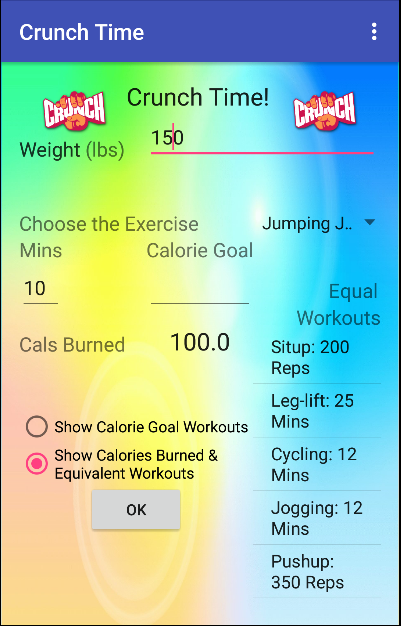 Crunch Time
CRUNCH
Crunch Time!
CRUNCH
Weight (lbs)
150
Choose the Exercise
Jumping J..
Mins
Calorie Goal
10
Equal
Workouts
Cals Burned
100.0
Situp: 200
Reps
Leg-lift: 25
Mins
Cycling: 12
Mins
Jogging: 12
Mins
Pushup:
350 Reps
Show Calorie Goal Workouts
Show Calories Burned &
Equivalent Workouts
OK